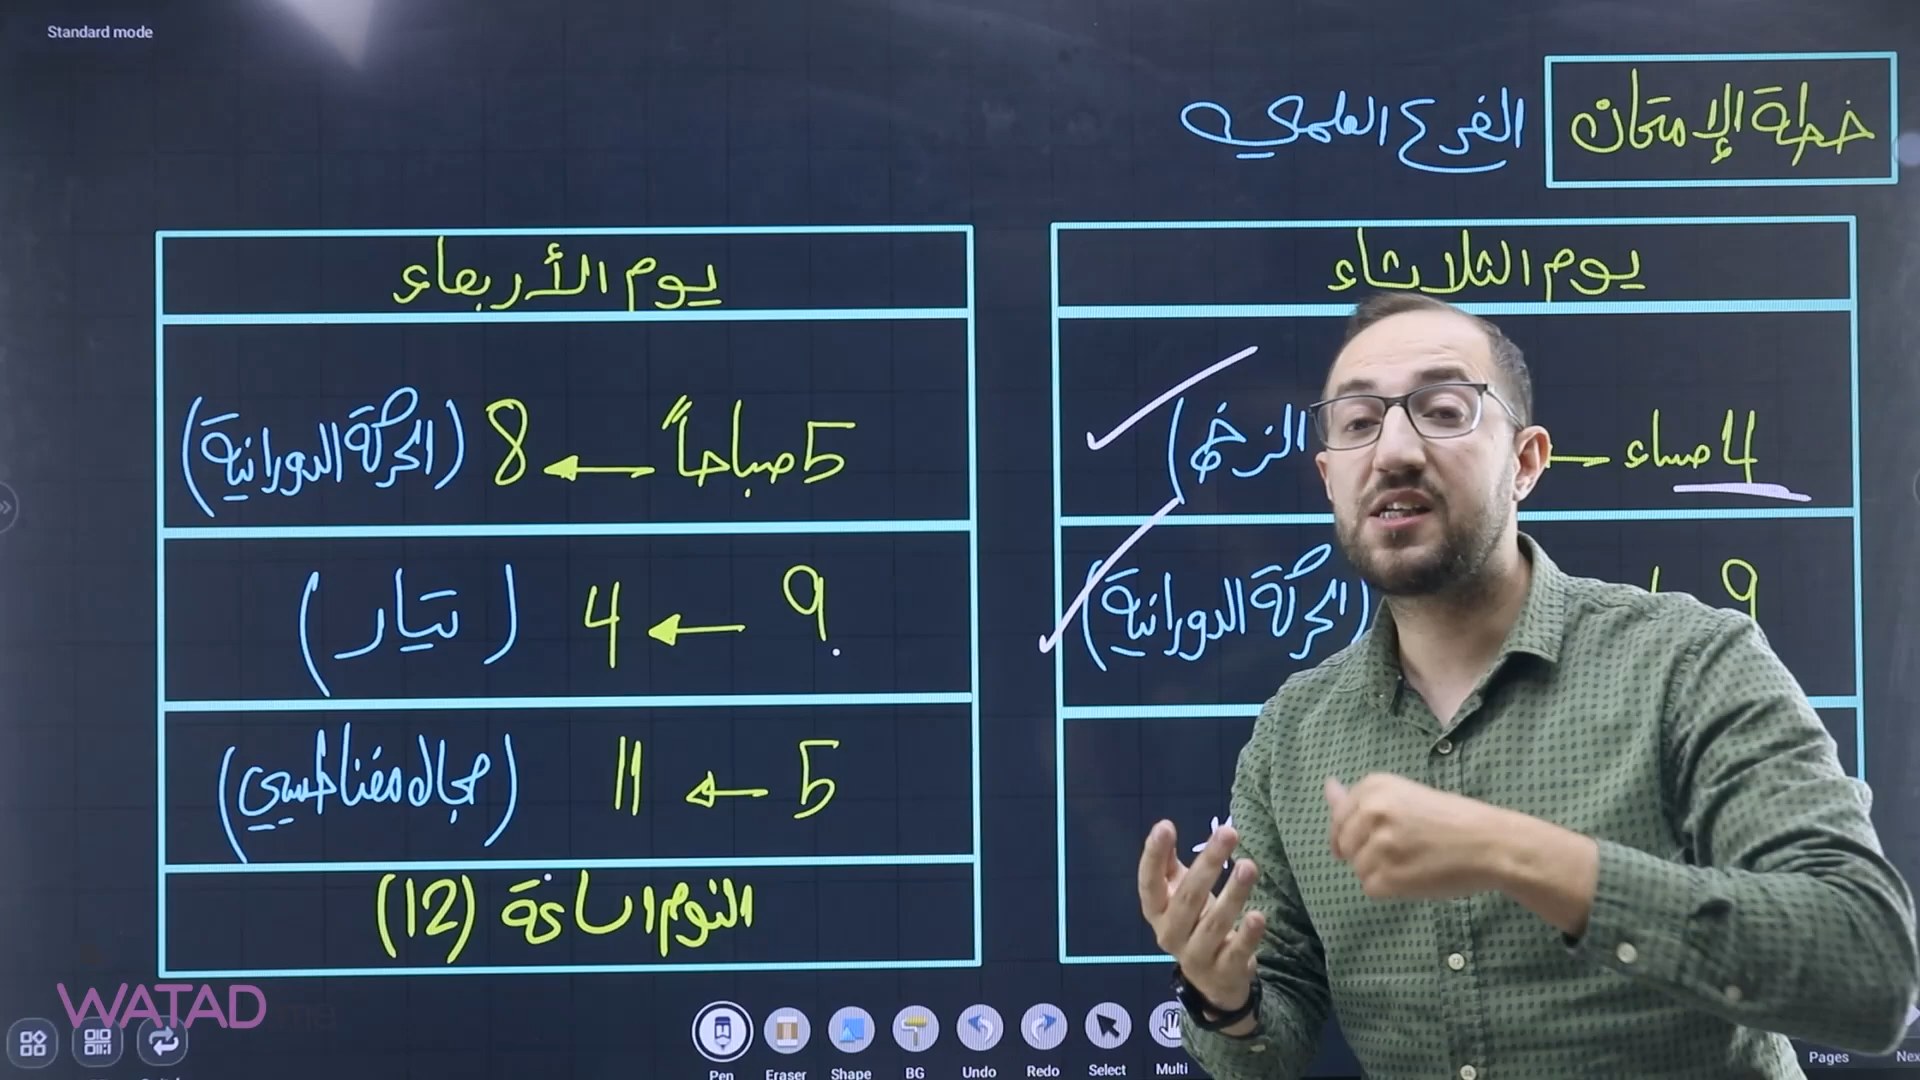 Standard mode
خطة الإمتحان
الفرع العلمي
يوم الثلاثاء
4 مساء ←
(الزخم
9
(الحركة الدورانية)
يوم الأربعاء
5 صباحاً ← 8 (الحركة الدورانية)
9 ← 4 (تيار)
5 ← 11 (مجال مغناطيسي)
النوم الساعة (12)
WATAD
Pen
Eraser
Shape
BG
Undo
Redo
Select
Multi
Pages